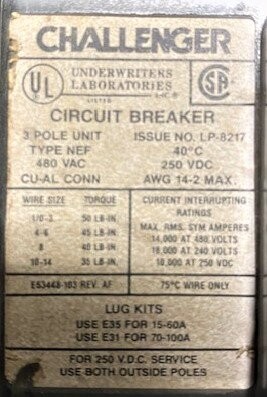 CHALLENGER
UL UNDERWRITERS LABORATORIES INC.® LISTED SA
CIRCUIT BREAKER
3 POLE UNIT ISSUE NO. LP-8217
TYPE NEF 40°C
480 VAC 250 VDC
CU-AL CONN AWG 14-2 MAX.
WIRE SIZE TORQUE
1/0-3 50 LB-IN.
4-6 45 LB-IN.
8 40 LB-IN.
10-14 35 LB-IN.
CURRENT INTERRUPTING
RATINGS
MAX. RMS. SYM AMPERES
14,000 AT 480 VOLTS
18,000 AT 240 VOLTS
10,000 AT 250 VDC
E53448-103 REV. AF 75°C WIRE ONLY
LUG KITS
USE E35 FOR 15-60A
USE E31 FOR 70-100A
FOR 250 V.D.C. SERVICE
USE BOTH OUTSIDE POLES